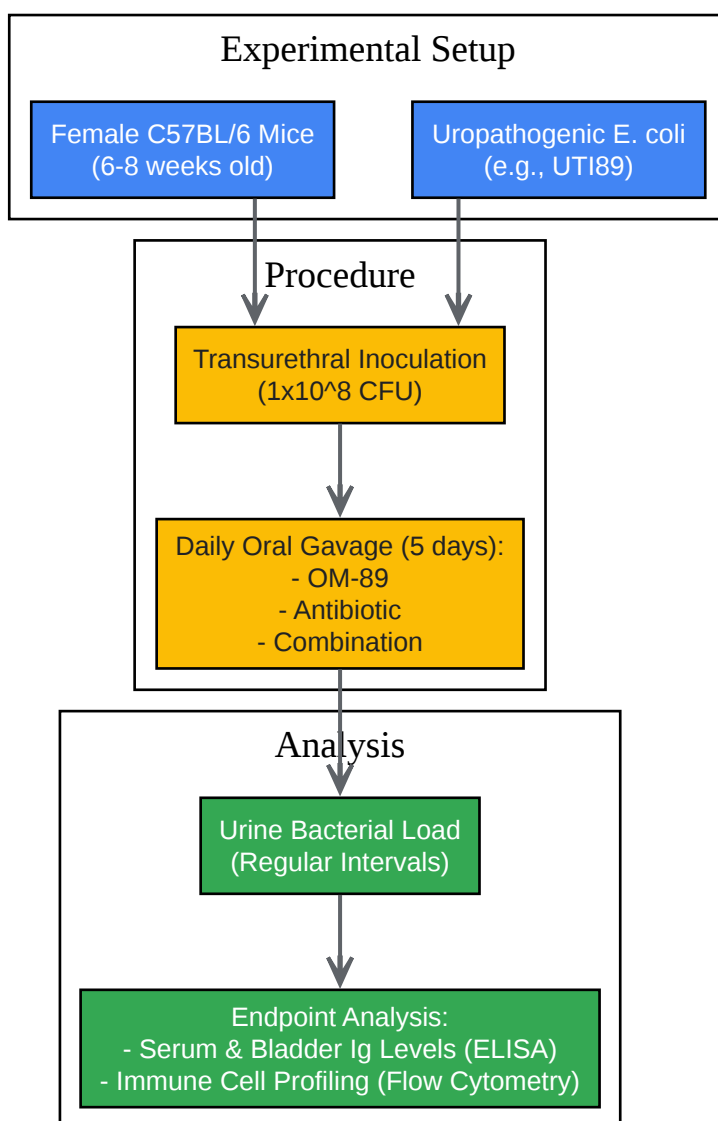 Experimental Setup
Female C57BL/6 Mice
(6-8 weeks old)
Uropathogenic E. coli
(e.g., UTI89)
Procedure
Transurethral Inoculation
(1x10^8 CFU)
Daily Oral Gavage (5 days):
- OM-89
- Antibiotic
- Combination
Analysis
Urine Bacterial Load
(Regular Intervals)
Endpoint Analysis:
- Serum & Bladder Ig Levels (ELISA)
- Immune Cell Profiling (Flow Cytometry)